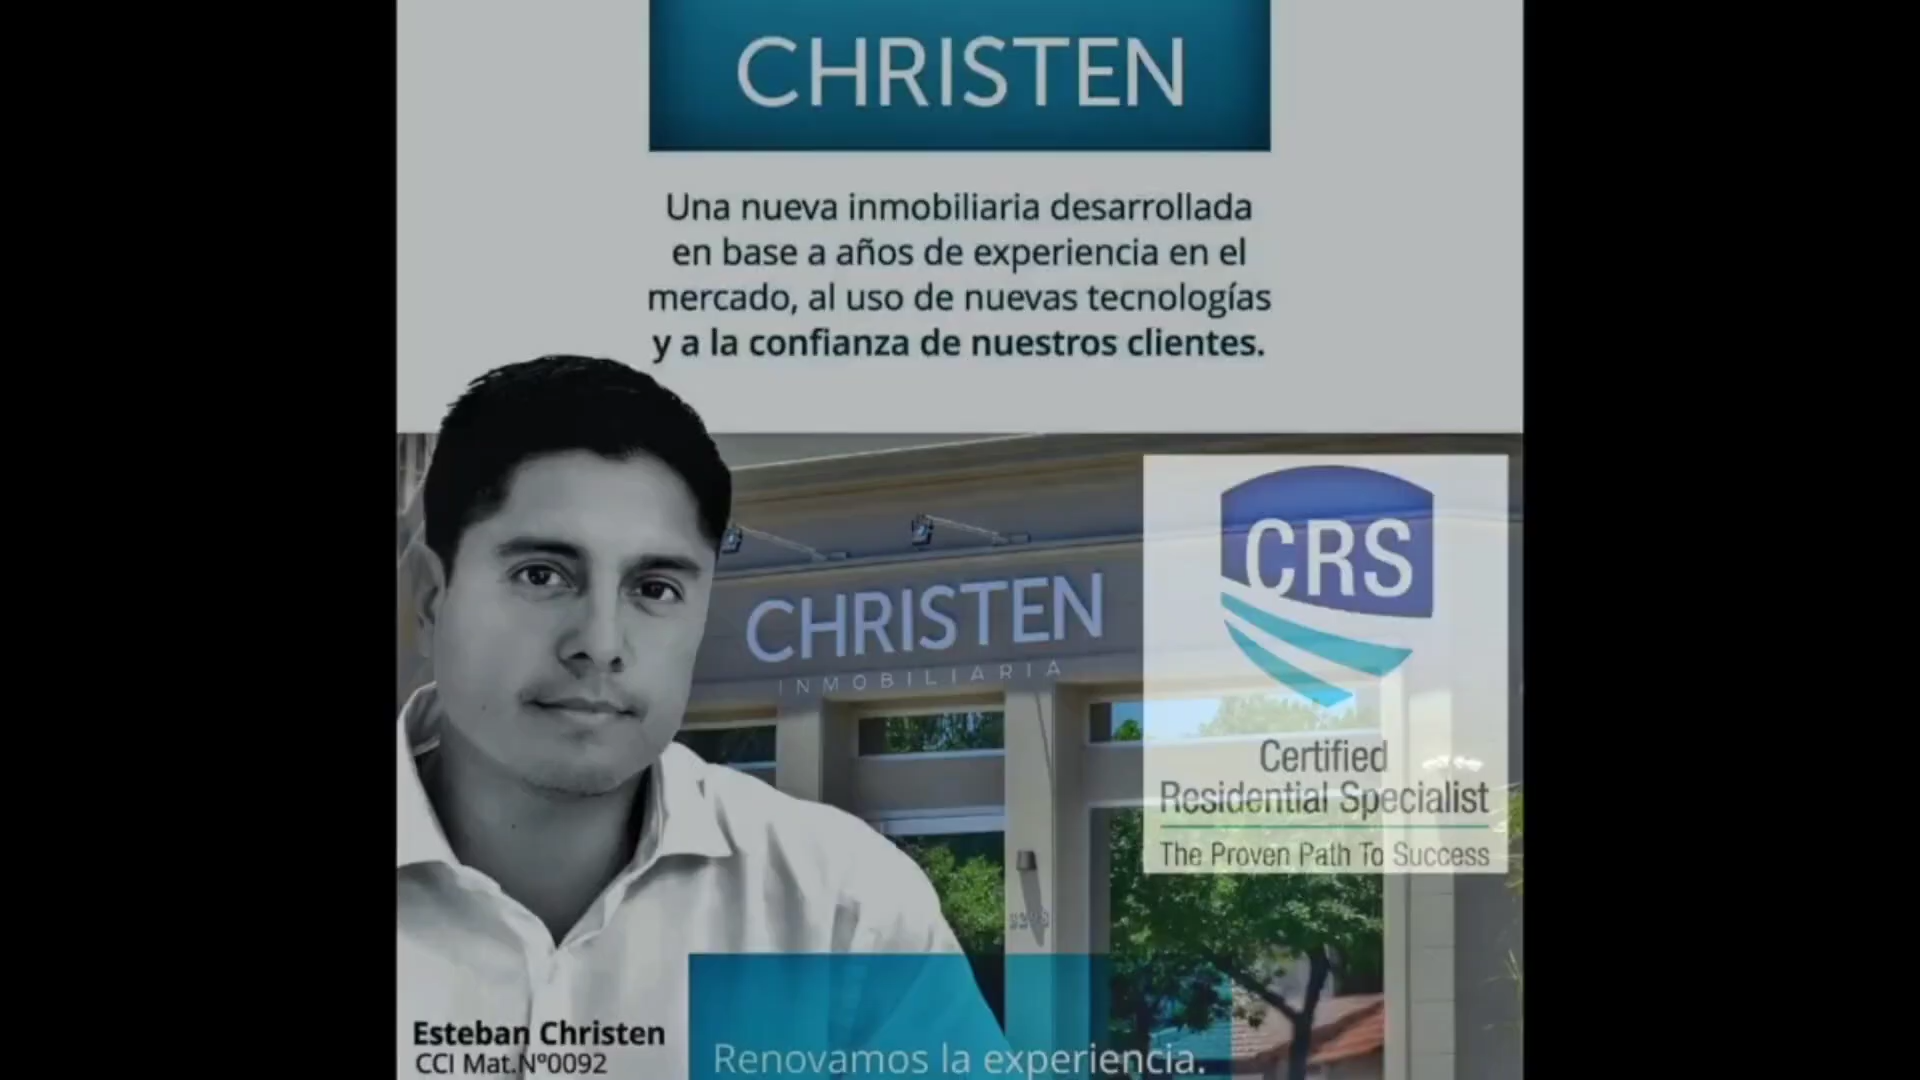 CHRISTEN
Una nueva inmobiliaria desarrollada
en base a años de experiencia en el
mercado, al uso de nuevas tecnologías
y a la confianza de nuestros clientes.
CHRISTEN
INMOBILIARIA
CRS
Certified
Residential Specialist
The Proven Path To Success
Esteban Christen
CCI Mat.Nº0092
Renovamos la experiencia.